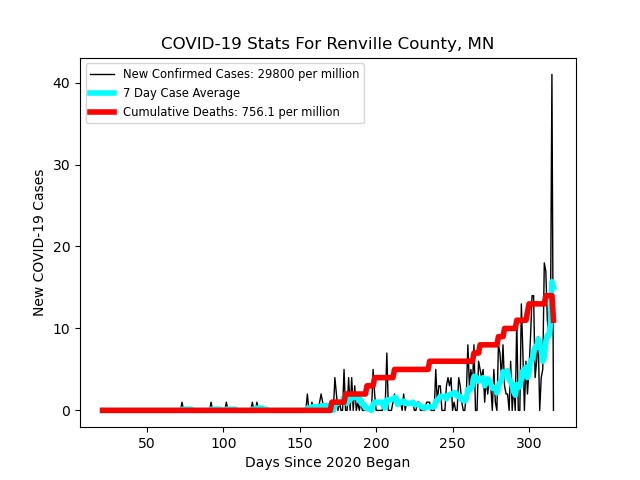 COVID-19 Stats For Renville County, MN
New Confirmed Cases: 29800 per million
7 Day Case Average
Cumulative Deaths: 756.1 per million
New COVID-19 Cases
40
30
20
10
0
50 100 150 200 250 300
Days Since 2020 Began